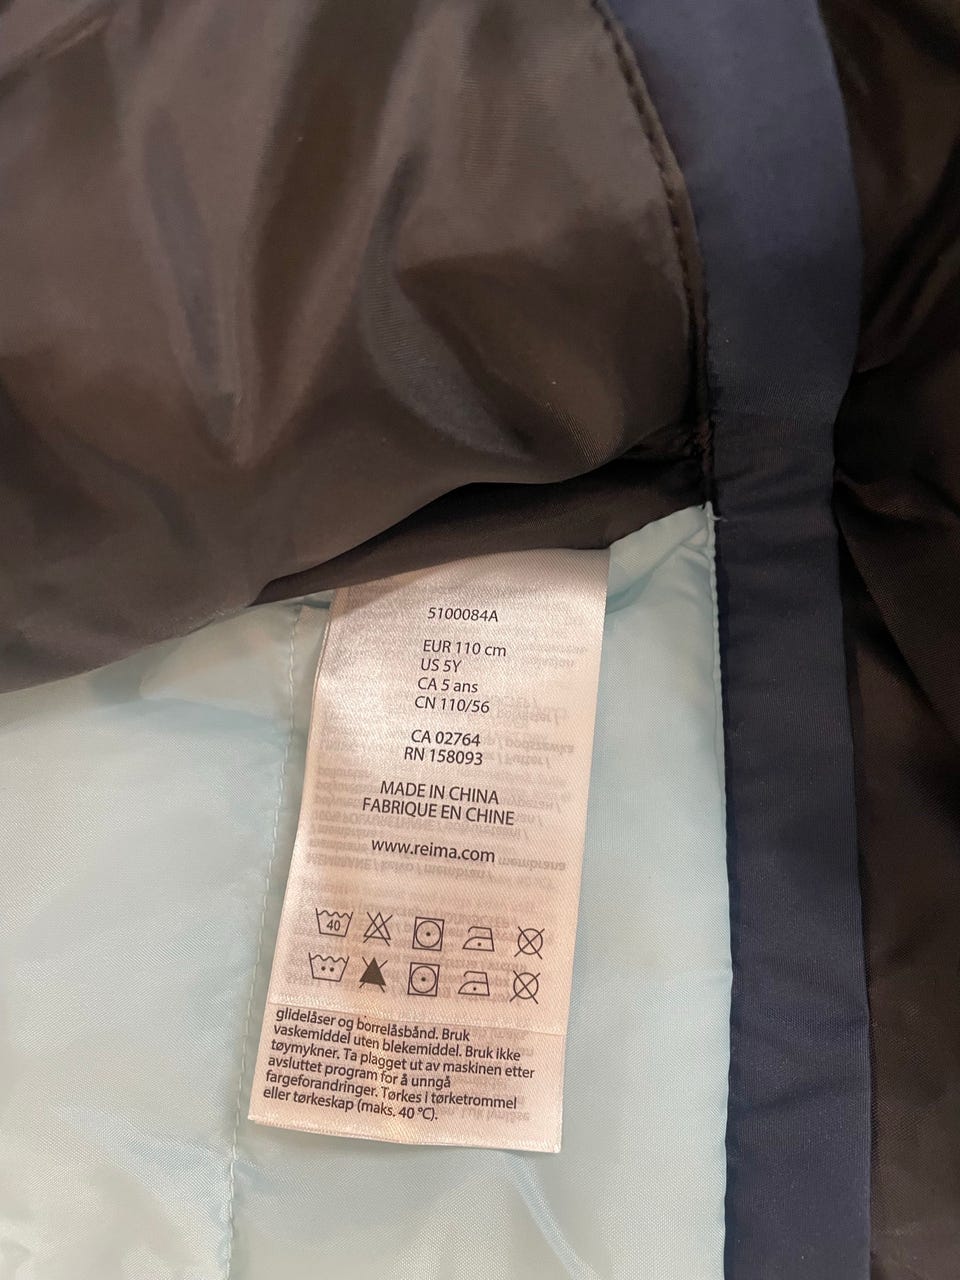 5100084A
EUR 110 cm
US 5Y
CA 5 ans
CN 110/56
CA 02764
RN 158093
MADE IN CHINA
FABRIQUE EN CHINE
www.reima.com
40
glidelåser og borrelåsbånd. Bruk
vaskemiddel uten blekemiddel. Bruk ikke
tøymykner. Ta plagget ut av maskinen etter
avsluttet program for å unngå
fargeforandringer. Tørkes i tørketrommel
eller tørkeskap (maks. 40 °C).